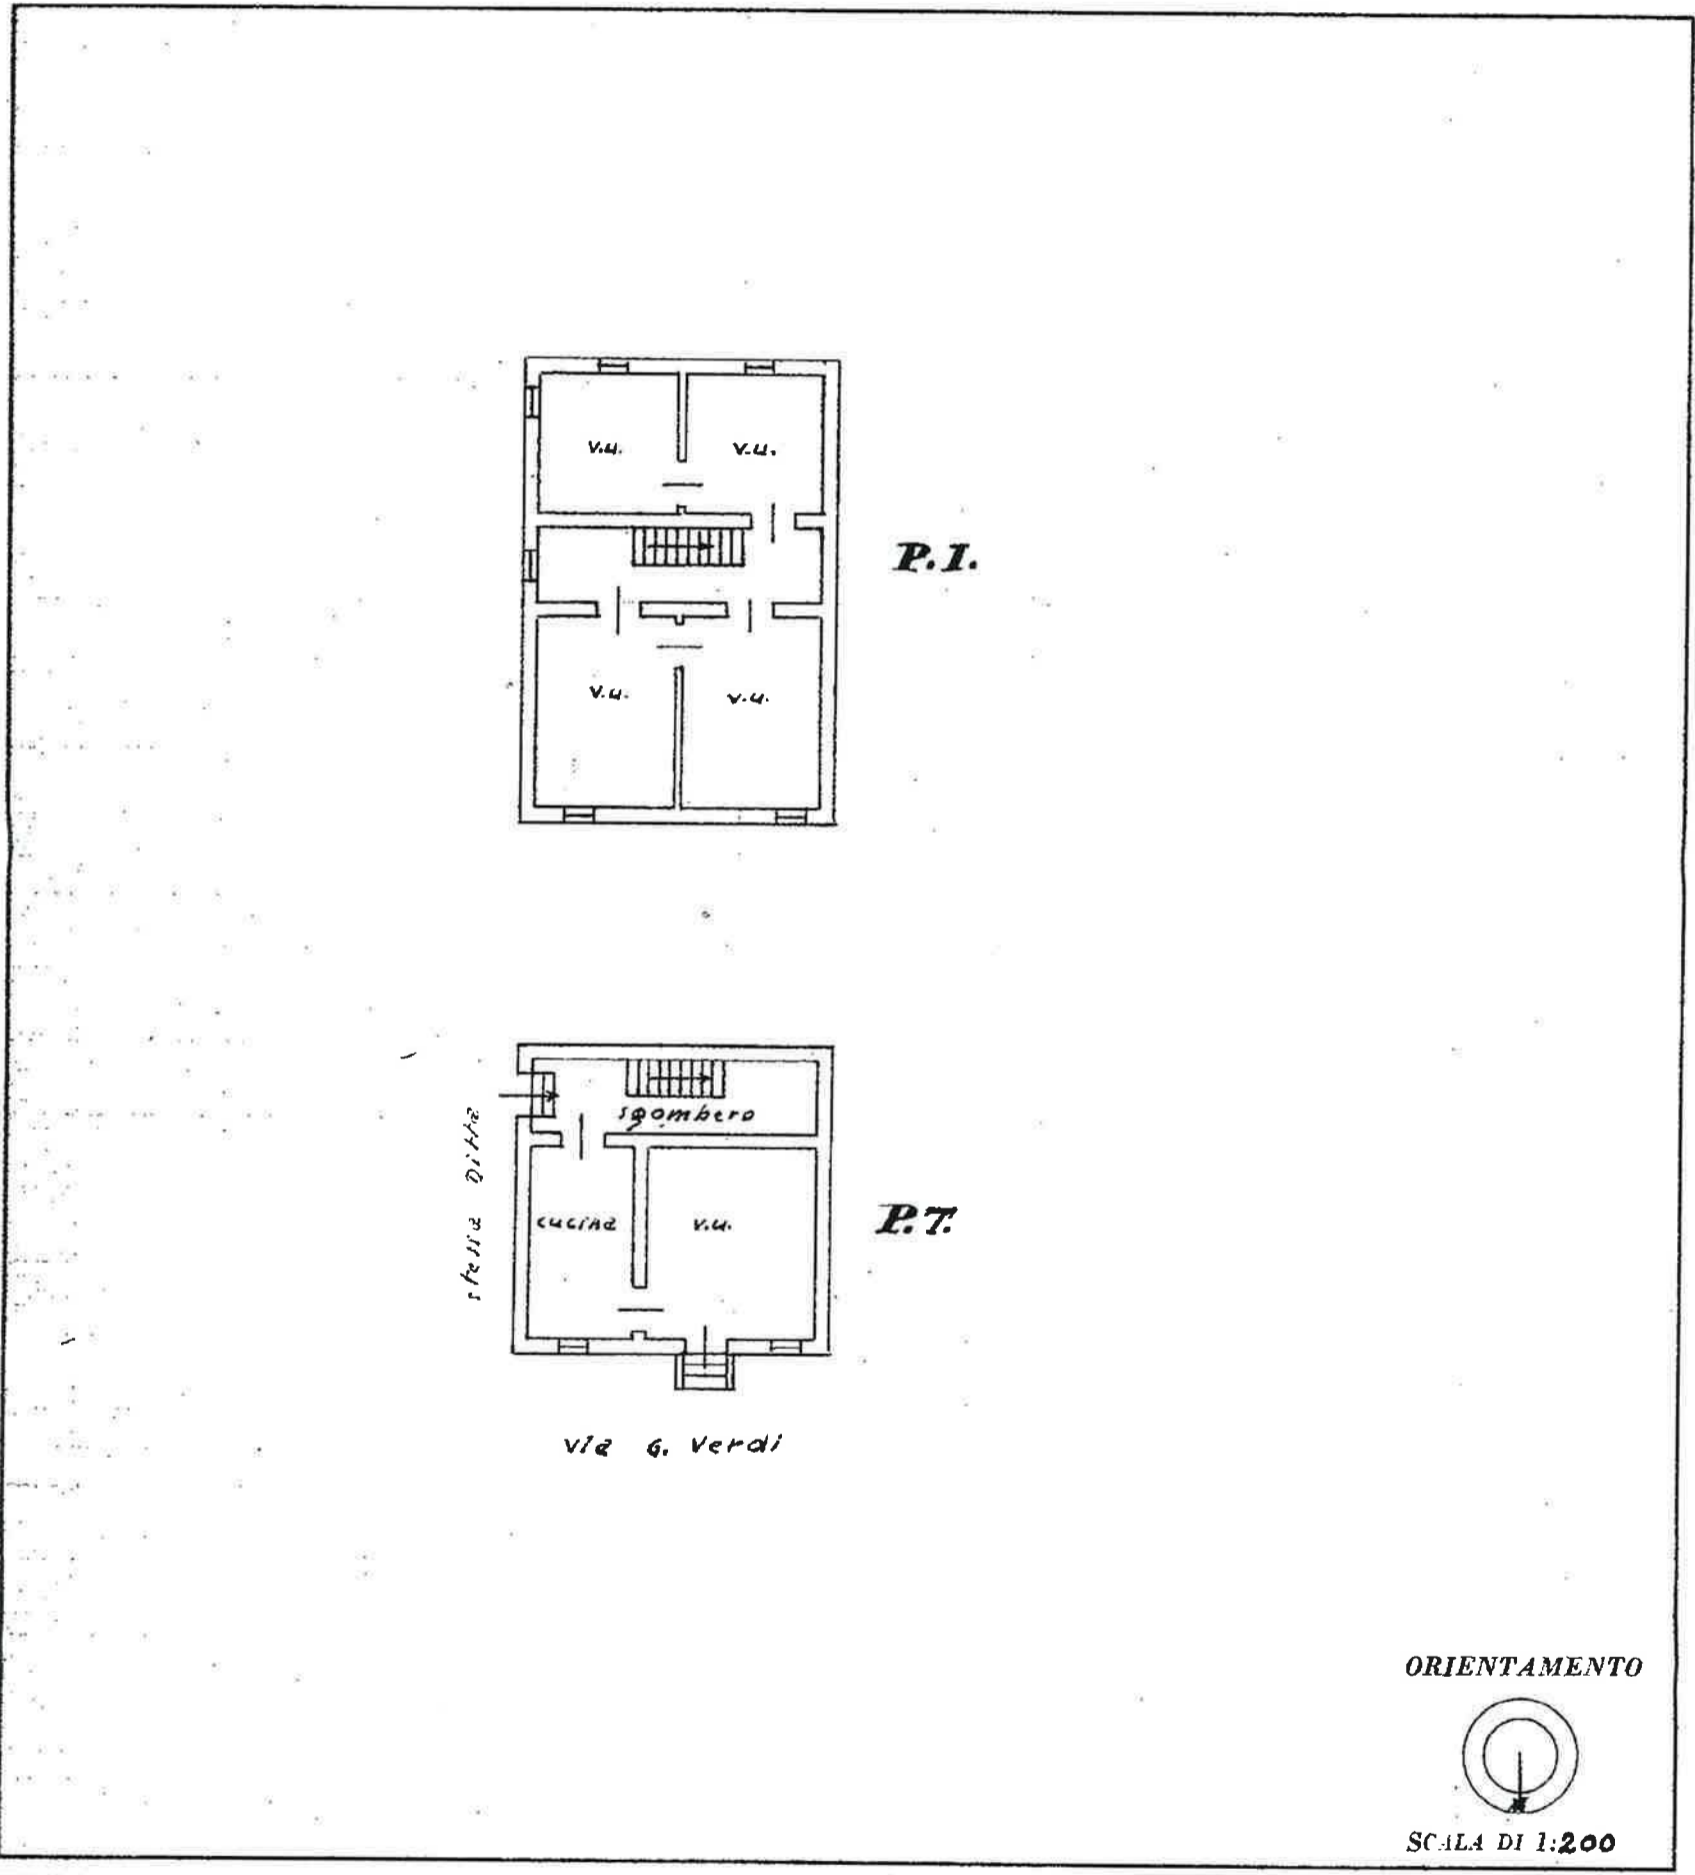 v.u.
v.u.
P.I.
v.u.
v.u.
sgombero
stessa Ditta
cucina
v.u.
P.T.
via G. Verdi
ORIENTAMENTO
N
SCALA DI 1:200